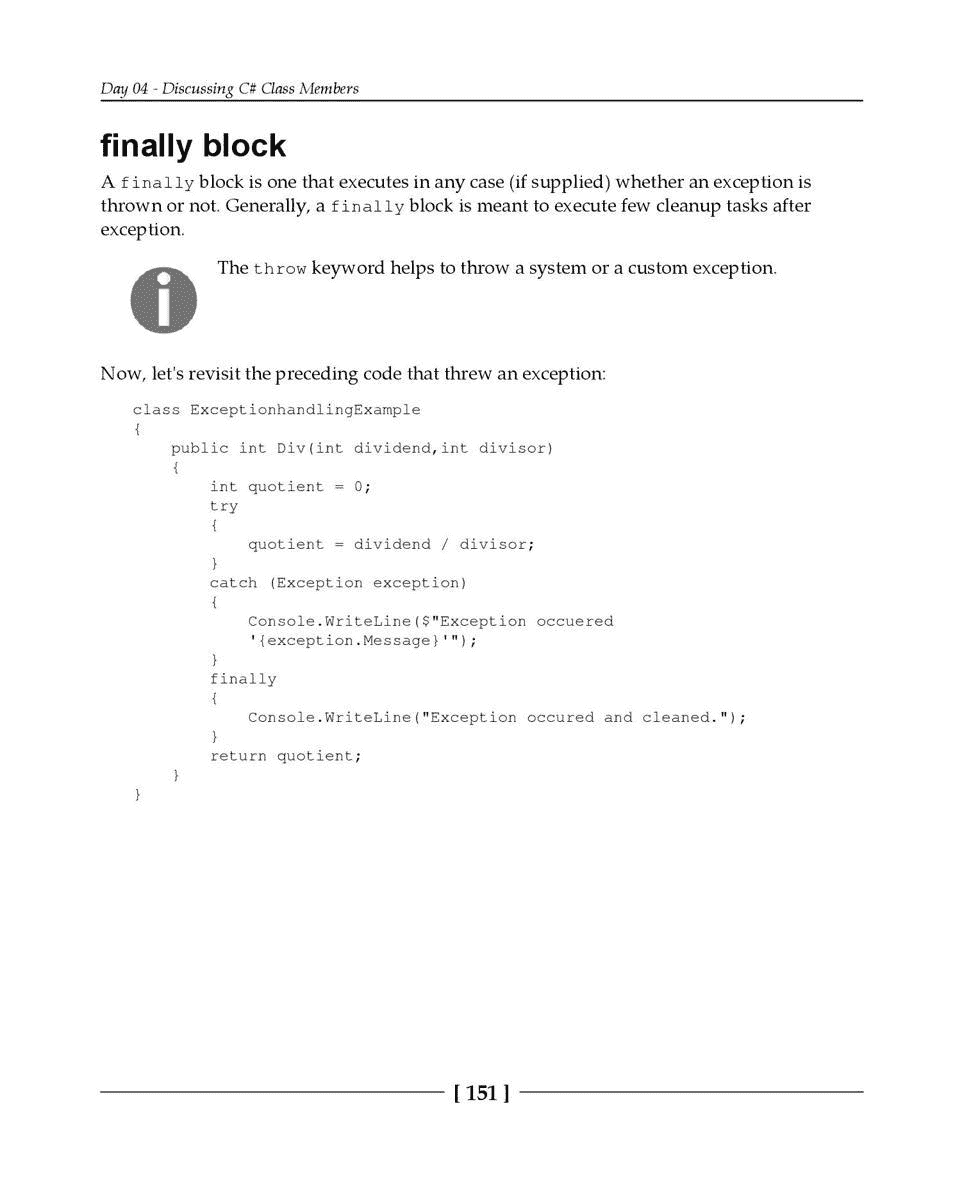 Day 04 - Discussing C# Class Members
finally block
A finally block is one that executes in any case (if supplied) whether an exception is
thrown or not. Generally, a finally block is meant to execute few cleanup tasks after
exception.
The throw keyword helps to throw a system or a custom exception.
Now, let's revisit the preceding code that threw an exception:
class ExceptionhandlingExample
{
    public int Div(int dividend,int divisor)
    {
        int quotient = 0;
        try
        {
            quotient = dividend / divisor;
        }
        catch (Exception exception)
        {
            Console.WriteLine($"Exception occuered
            '{exception.Message}'");
        }
        finally
        {
            Console.WriteLine("Exception occured and cleaned.");
        }
        return quotient;
    }
}
[ 151 ]